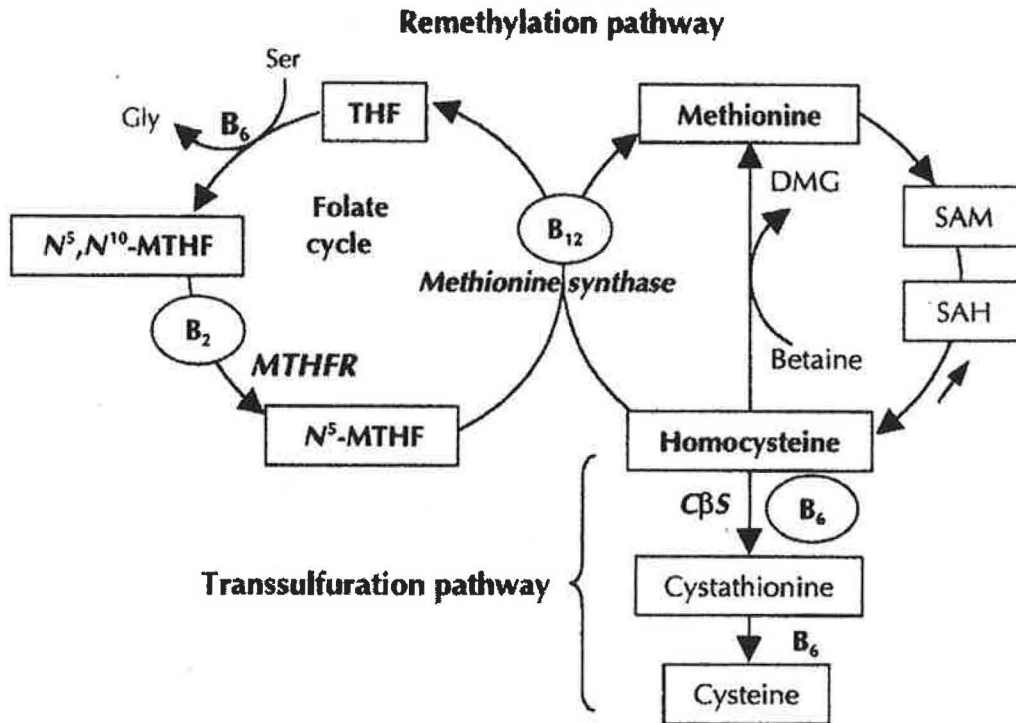 Remethylation pathway
Ser
Gly
B₆
THF
Methionine
DMG
SAM
Folate
cycle
N⁵,N¹⁰-MTHF
B₁₂
Methionine synthase
SAH
B₂
MTHFR
Betaine
N⁵-MTHF
Homocysteine
CβS
B₆
Transsulfuration pathway
Cystathionine
B₆
Cysteine